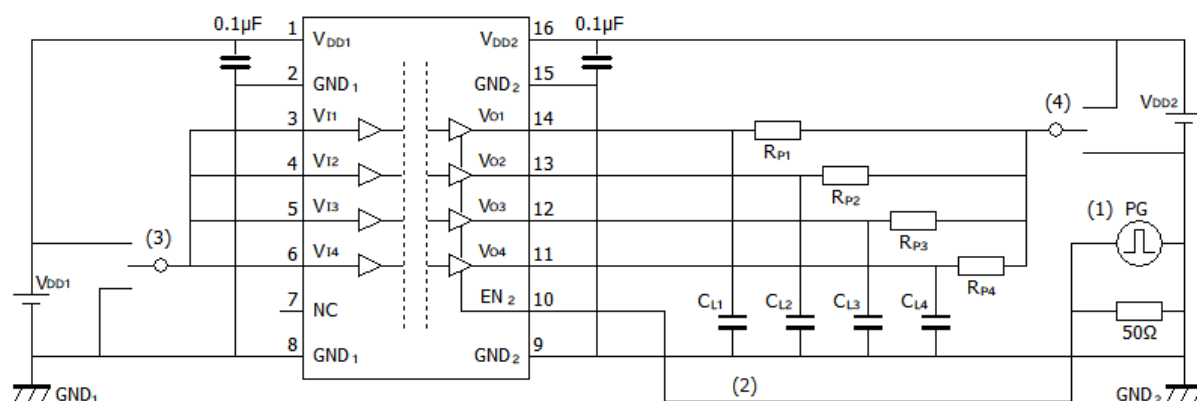 0.1μF 1 VDD1 VDD2 16 0.1μF
2 GND1 GND2 15
3 VI1 VO1 14 (4) VDD2
RP1
4 VI2 VO2 13
RP2
5 VI3 VO3 12 (1) PG
(3) RP3
6 VI4 VO4 11
VDD1 RP4
7 NC EN2 10 CL1 CL2 CL3 CL4
50Ω
8 GND1 GND2 9
GND1 (2) GND2